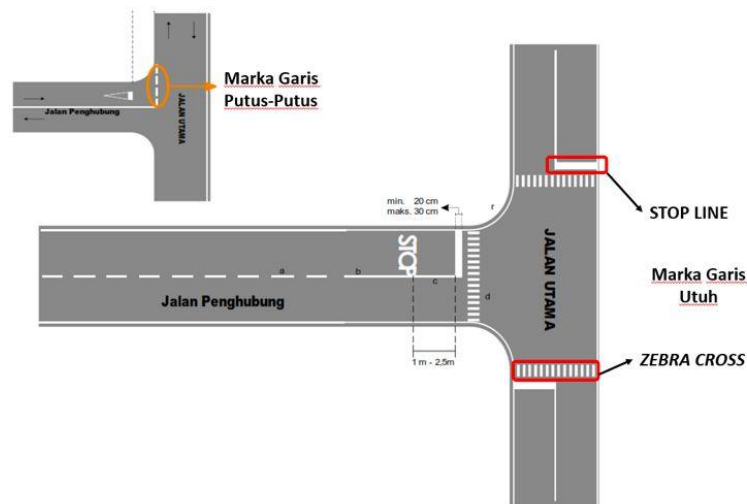 Marka Garis
Putus-Putus
Jalan Penghubung
JALAN UTAMA
min. 20 cm
maks. 30 cm
r
STOP LINE
STOP
JALAN UTAMA
Marka Garis
Utuh
a
b
c
d
Jalan Penghubung
1 m - 2,5m
ZEBRA CROSS